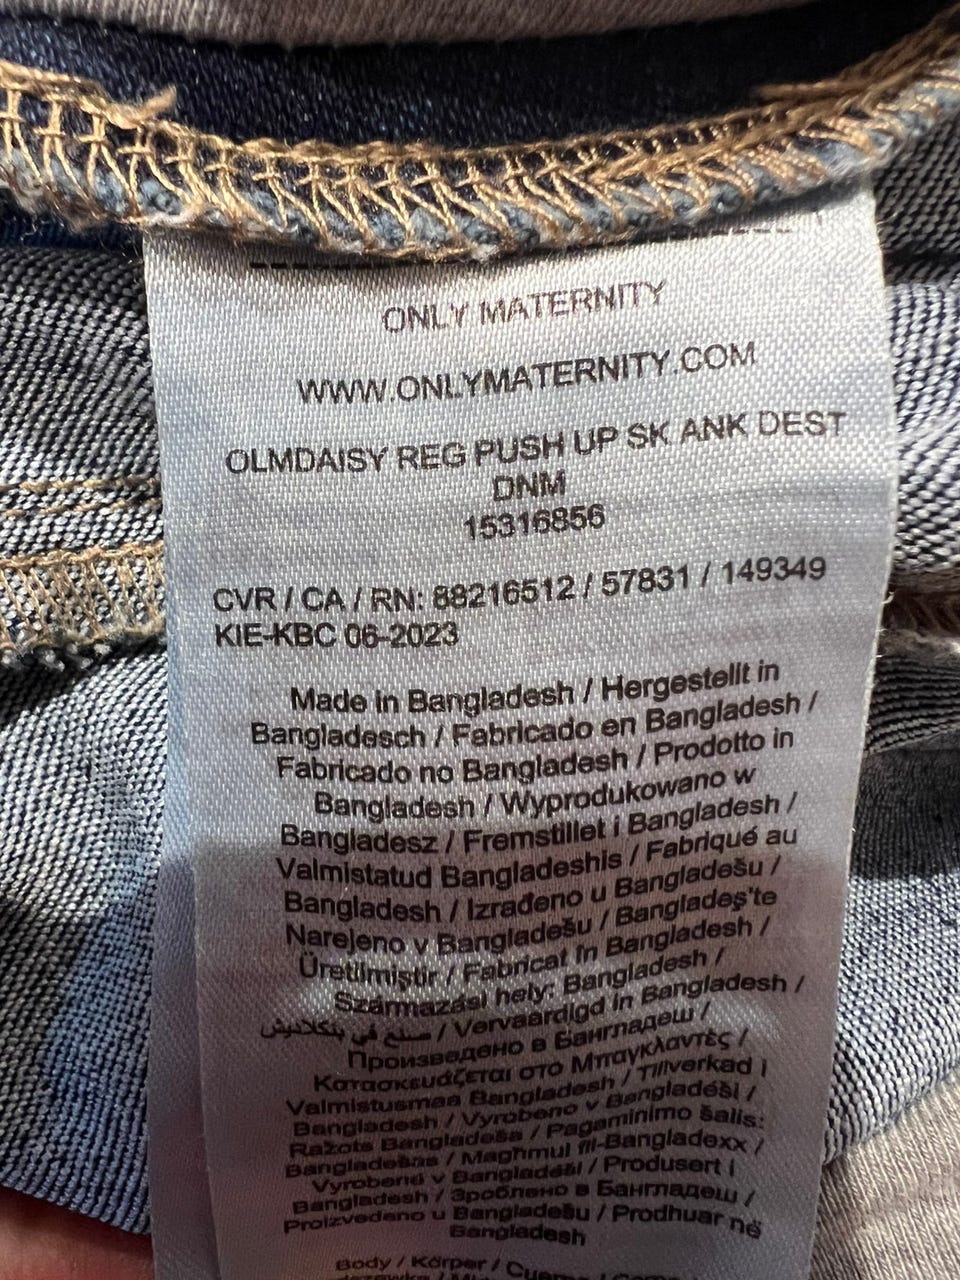 ONLY MATERNITY
WWW.ONLYMATERNITY.COM
OLMDAISY REG PUSH UP SK ANK DEST
DNM
15316856
CVR / CA / RN: 88216512 / 57831 / 149349
KIE-KBC 06-2023
Made in Bangladesh / Hergestellt in
Bangladesch / Fabricado en Bangladesh /
Fabricado no Bangladesh / Prodotto in
Bangladesh / Wyprodukowano w
Bangladesz / Fremstillet i Bangladesh /
Valmistatud Bangladeshis / Fabriqué au
Bangladesh / Izrađeno u Bangladešu /
Narejeno v Bangladešu / Bangladeş'te
Üretilmiştir / Fabricat în Bangladesh /
Származási hely: Bangladesh /
صنع في بنكلاديش / Vervaardigd in Bangladesh /
Произведено в Бангладеш /
Κατασκευάζεται στο Μπαγκλαντές /
Valmistusmaa Bangladesh / Tillverkad i
Bangladesh / Vyrobeno v Bangladéši /
Ražots Bangladeša / Pagaminimo šalis:
Bangladešas / Magħmul fil-Bangladexx /
Vyrobené v Bangladéši / Produsert i
Bangladesh / Зроблено в Бангладеш /
Proizvedeno u Bangladešu / Prodhuar në
Bangladesh
Body / Körper /